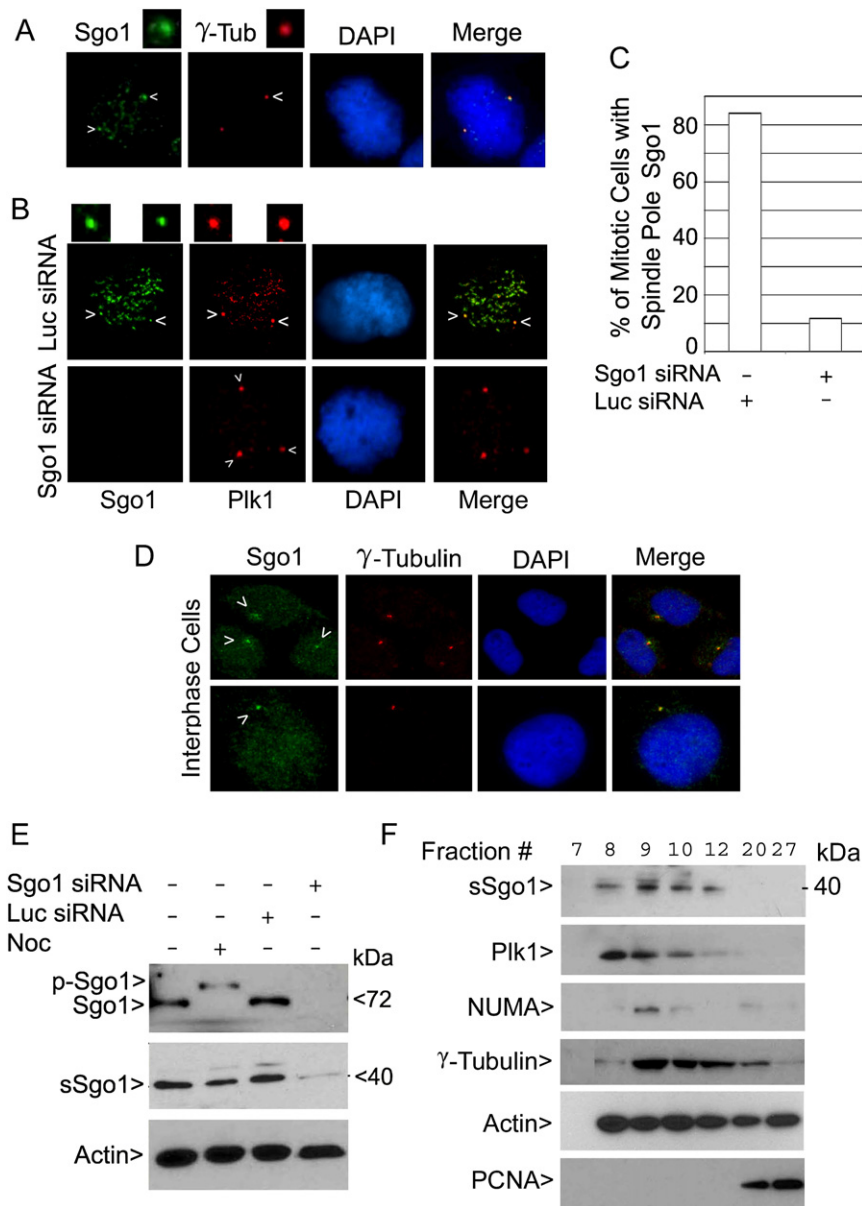 A
Sgo1 γ-Tub DAPI Merge
> < < 
B
Luc siRNA
> < > < > <
Sgo1 siRNA
> > <
Sgo1 Plk1 DAPI Merge
C
% of Mitotic Cells with
Spindle Pole Sgo1
80
60
40
20
0
Sgo1 siRNA - +
Luc siRNA + -
D
Sgo1 γ-Tubulin DAPI Merge
Interphase Cells
> > >
>
E
Sgo1 siRNA - - - +
Luc siRNA - - + -
Noc - + - -
kDa
p-Sgo1>
Sgo1> <72
sSgo1> <40
Actin>
F
Fraction # 7 8 9 10 12 20 27 kDa
sSgo1> - 40
Plk1>
NUMA>
γ-Tubulin>
Actin>
PCNA>